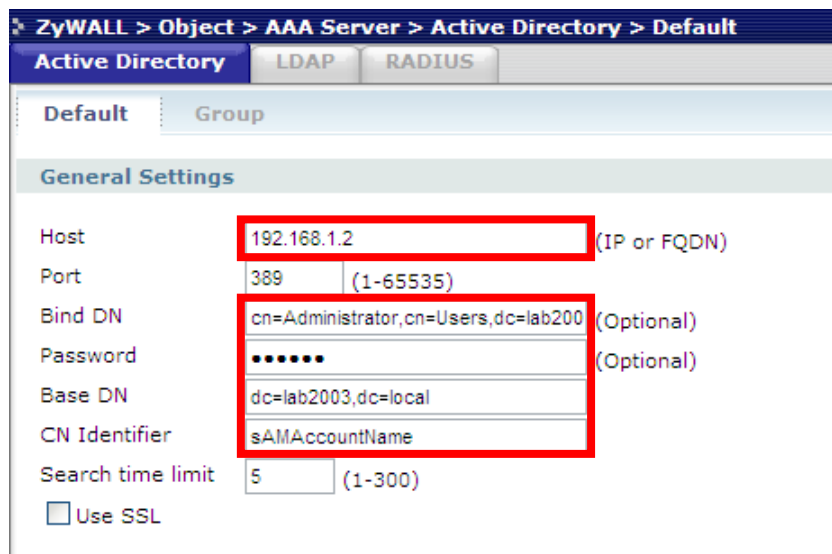 ZyWALL > Object > AAA Server > Active Directory > Default
Active Directory LDAP RADIUS
Default Group
General Settings
Host 192.168.1.2 (IP or FQDN)
Port 389 (1-65535)
Bind DN cn=Administrator,cn=Users,dc=lab200 (Optional)
Password •••••• (Optional)
Base DN dc=lab2003,dc=local
CN Identifier sAMAccountName
Search time limit 5 (1-300)
Use SSL